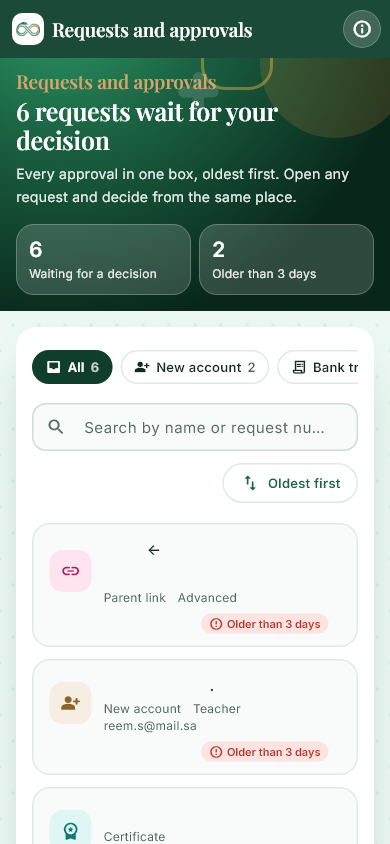 Requests and approvals
Requests and approvals
6 requests wait for your
decision
Every approval in one box, oldest first. Open any
request and decide from the same place.
6
Waiting for a decision
2
Older than 3 days
All 6
New account 2
Bank tr
Search by name or request nu...
Oldest first
←
Parent link Advanced
Older than 3 days
.
New account Teacher
reem.s@mail.sa
Older than 3 days
Certificate